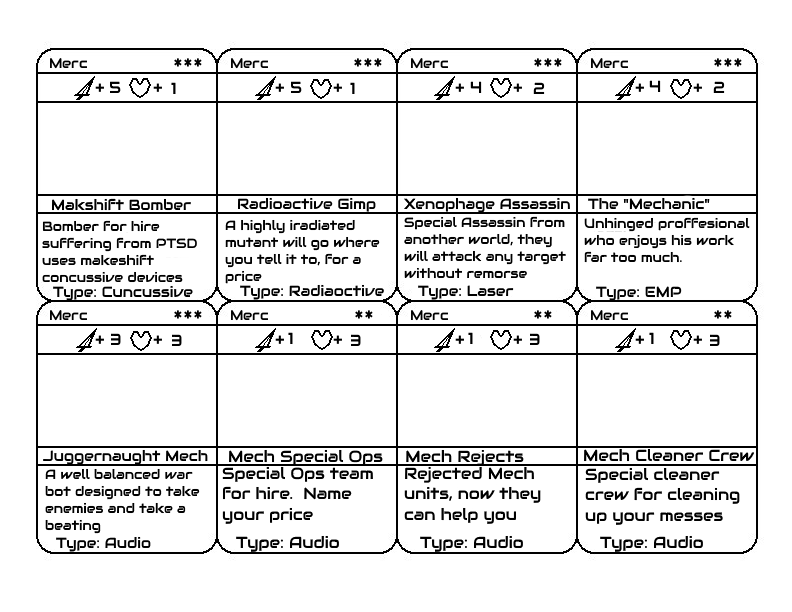 Merc ***
+ 5 + 1
Makshift Bomber
Bomber for hire
suffering from PTSD
uses makeshift
concussive devices
Type: Cuncussive
Merc ***
+ 5 + 1
Radioactive Gimp
A highly iradiated
mutant will go where
you tell it to, for a
price
Type: Radiaoctive
Merc ***
+ 4 + 2
Xenophage Assassin
Special Assassin from
another world, they
will attack any target
without remorse
Type: Laser
Merc ***
+ 4 + 2
The "Mechanic"
Unhinged proffesional
who enjoys his work
far too much.
Type: EMP
Merc ***
+ 3 + 3
Juggernaught Mech
A well balanced war
bot designed to take
enemies and take a
beating
Type: Audio
Merc **
+1 + 3
Mech Special Ops
Special Ops team
for hire. Name
your price
Type: Audio
Merc **
+1 + 3
Mech Rejects
Rejected Mech
units, now they
can help you
Type: Audio
Merc **
+ 1 + 3
Mech Cleaner Crew
Special cleaner
crew for cleaning
up your messes
Type: Audio